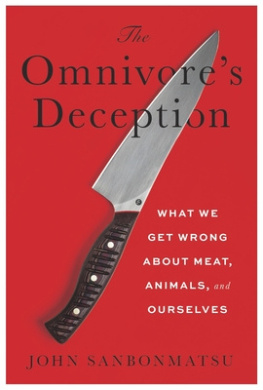 The
Omnivore's
Deception
WHAT WE
GET WRONG
ABOUT MEAT,
ANIMALS, and
OURSELVES
JOHN SANBONMATSU